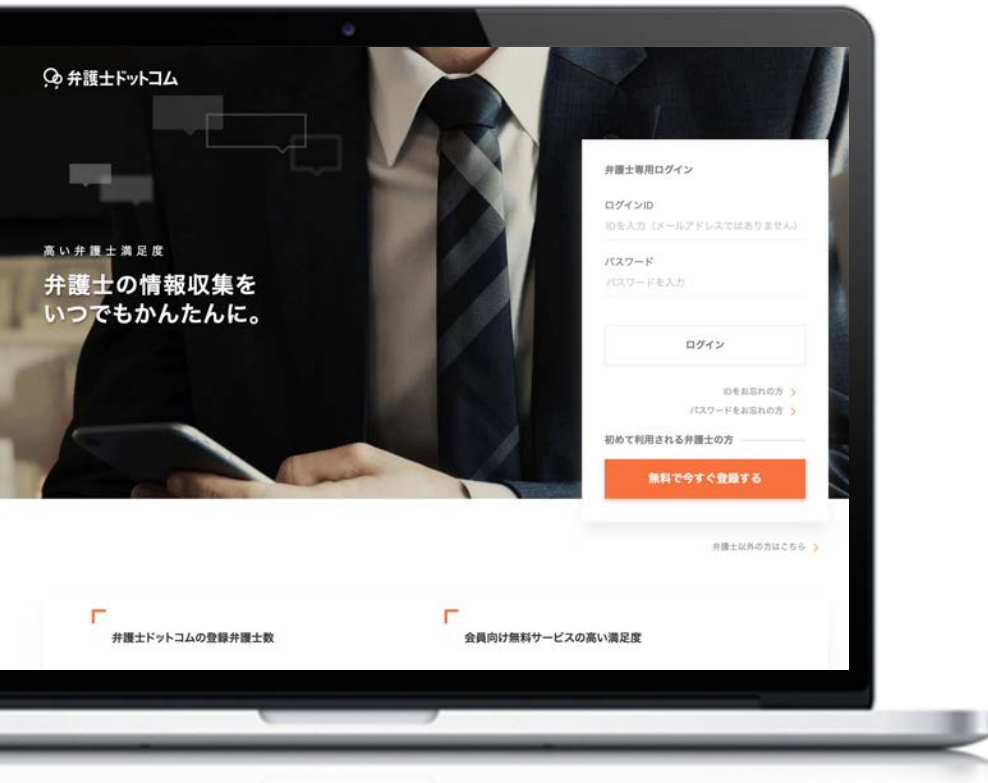 弁護士ドットコム
高い弁護士満足度
弁護士の情報収集を
いつでもかんたんに。
弁護士専用ログイン
ログインID
IDを入力（メールアドレスではありません）
パスワード
パスワードを入力
ログイン
IDをお忘れの方
パスワードをお忘れの方
初めて利用される弁護士の方
無料で今すぐ登録する
弁護士以外の方はこちら
弁護士ドットコムの登録弁護士数
会員向け無料サービスの高い満足度